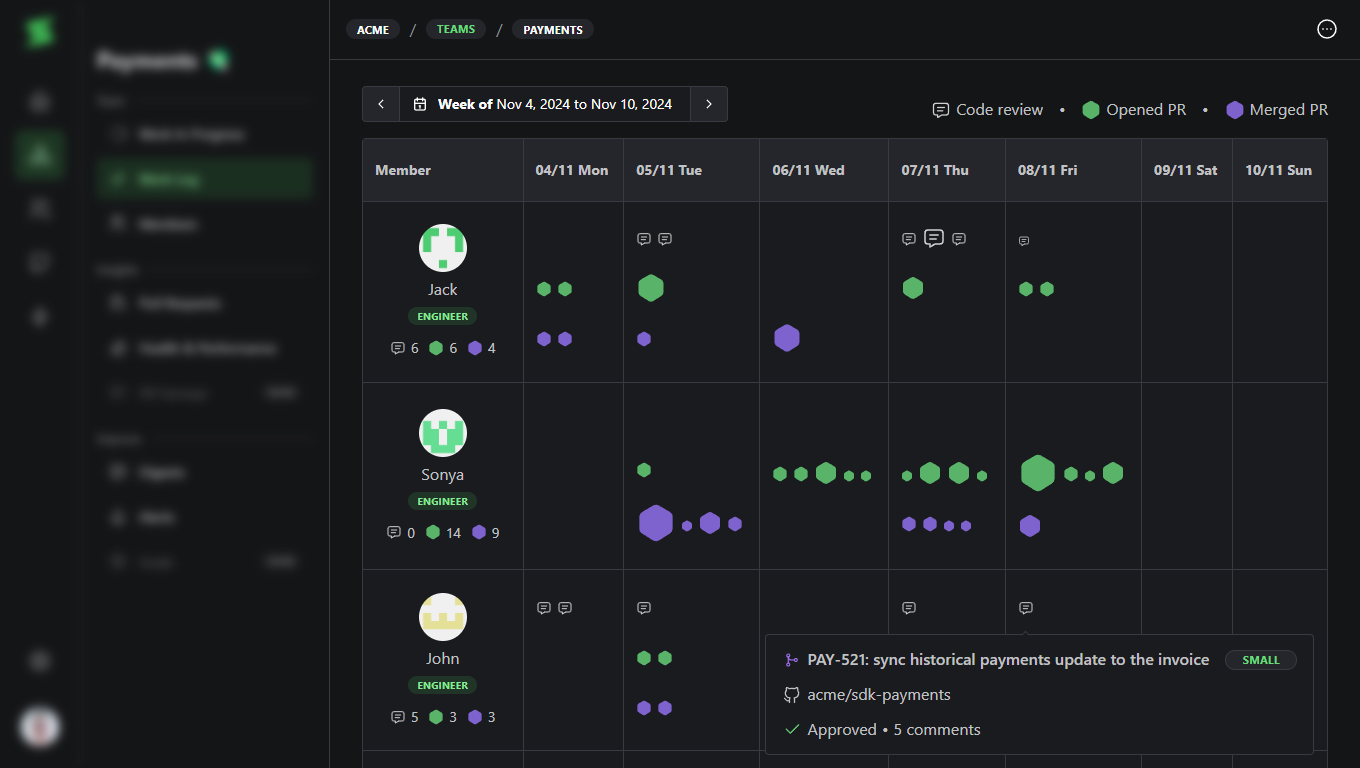 ACME / TEAMS / PAYMENTS
Week of Nov 4, 2024 to Nov 10, 2024
Code review • Opened PR • Merged PR
Member 04/11 Mon 05/11 Tue 06/11 Wed 07/11 Thu 08/11 Fri 09/11 Sat 10/11 Sun
Jack
ENGINEER
6 6 4
Sonya
ENGINEER
0 14 9
John
ENGINEER
5 3 3
PAY-521: sync historical payments update to the invoice SMALL
acme/sdk-payments
Approved • 5 comments